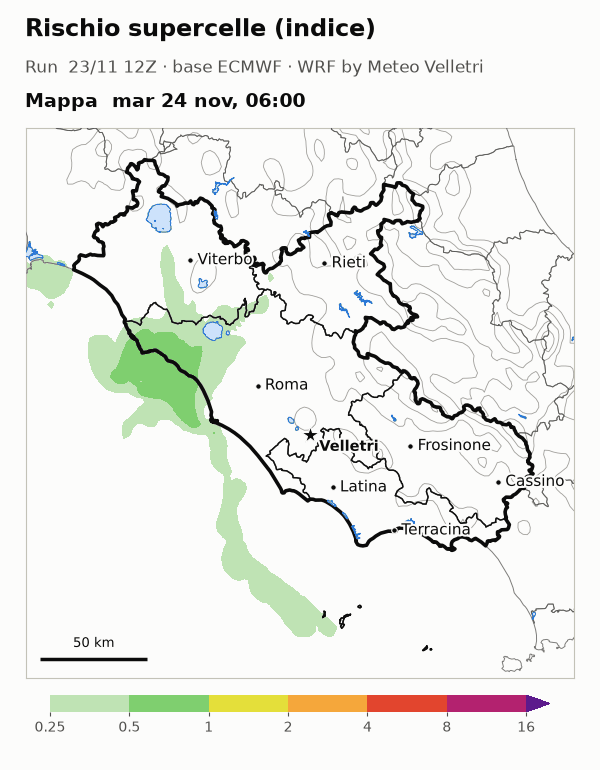 Rischio supercelle (indice)
Run  23/11 12Z · base ECMWF · WRF by Meteo Velletri
Mappa  mar 24 nov, 06:00
Viterbo
Rieti
Roma
Velletri
Frosinone
Cassino
Latina
Terracina
50 km
0.25 0.5 1 2 4 8 16